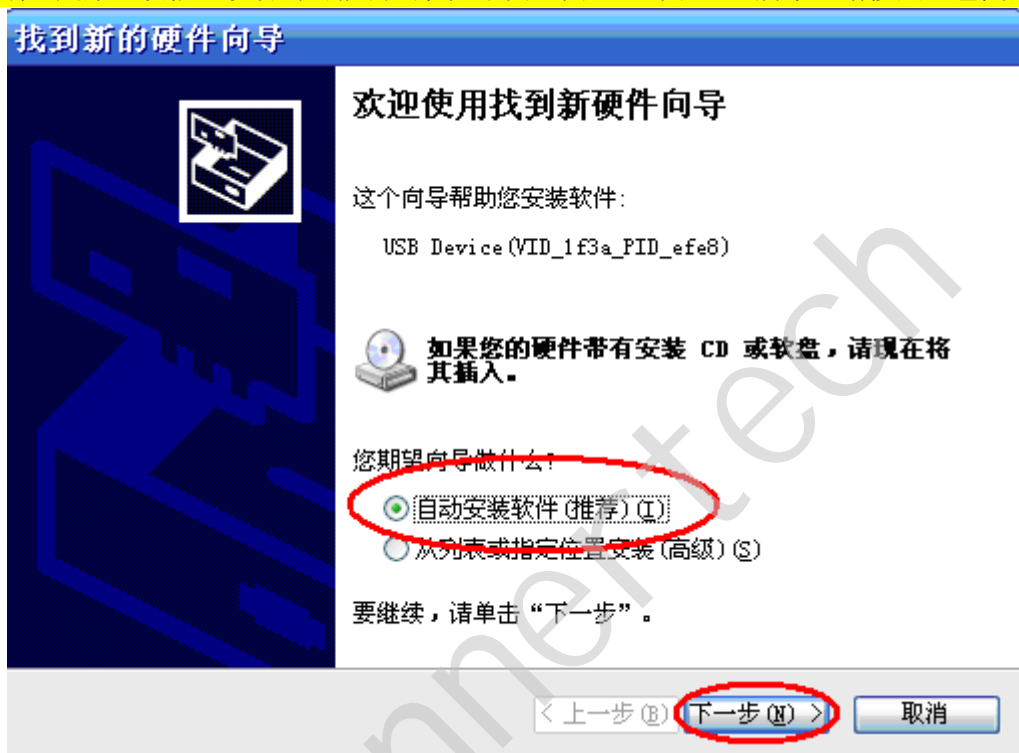 找到新的硬件向导
欢迎使用找到新硬件向导
这个向导帮助您安装软件:
USB Device(VID_1f3a_PID_efe8)
如果您的硬件带有安装 CD 或软盘，请现在将
其插入。
您期望向导做什么?
自动安装软件(推荐)(I)
从列表或指定位置安装(高级)(S)
要继续，请单击“下一步”。
< 上一步(B) 下一步(N) > 取消